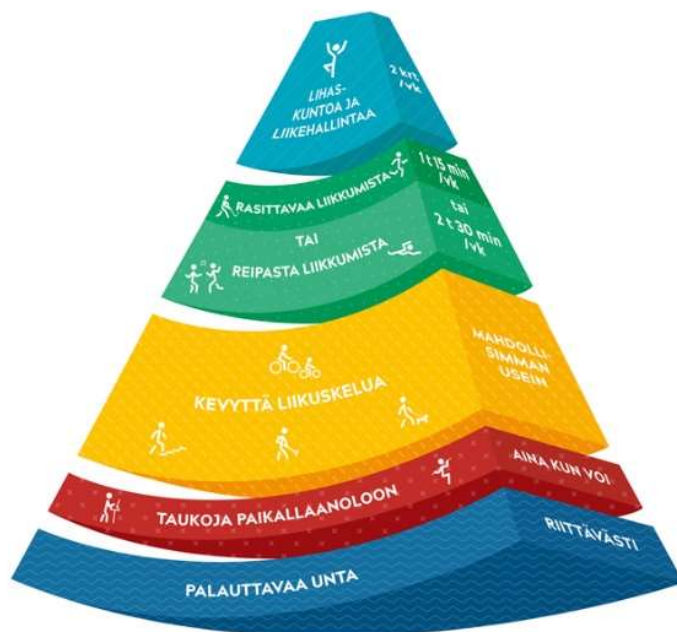 LIHAS-
KUNTOA JA
LIIKEHALLINTAA
2 krt
/vk
RASITTAVAA LIIKKUMISTA
1 t 15 min
/vk
TAI
REIPASTA LIIKKUMISTA
tai
2 t 30 min
/vk
KEVYTTÄ LIIKUSKELUA
MAHDOLLI-
SIMMAN
USEIN
TAUKOJA PAIKALLAANOLOON
AINA KUN VOI
PALAUTTAVAA UNTA
RIITTÄVÄSTI